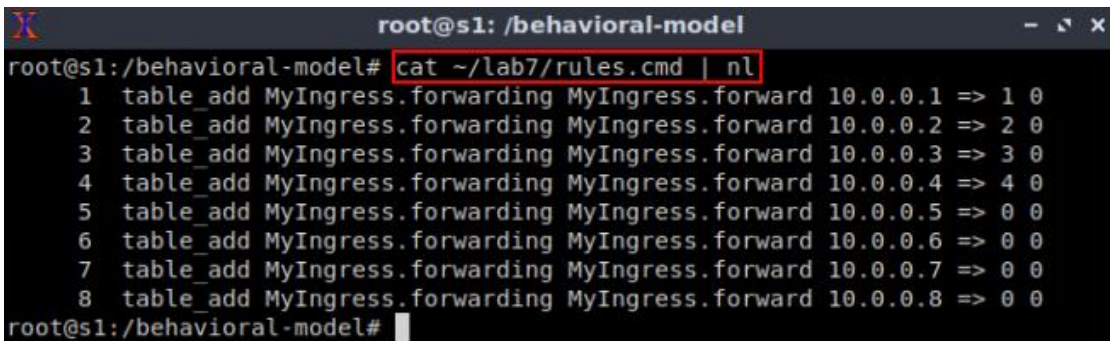 root@s1: /behavioral-model
root@s1:/behavioral-model# cat ~/lab7/rules.cmd | nl
1 table_add MyIngress.forwarding MyIngress.forward 10.0.0.1 => 1 0
2 table_add MyIngress.forwarding MyIngress.forward 10.0.0.2 => 2 0
3 table_add MyIngress.forwarding MyIngress.forward 10.0.0.3 => 3 0
4 table_add MyIngress.forwarding MyIngress.forward 10.0.0.4 => 4 0
5 table_add MyIngress.forwarding MyIngress.forward 10.0.0.5 => 0 0
6 table_add MyIngress.forwarding MyIngress.forward 10.0.0.6 => 0 0
7 table_add MyIngress.forwarding MyIngress.forward 10.0.0.7 => 0 0
8 table_add MyIngress.forwarding MyIngress.forward 10.0.0.8 => 0 0
root@s1:/behavioral-model#